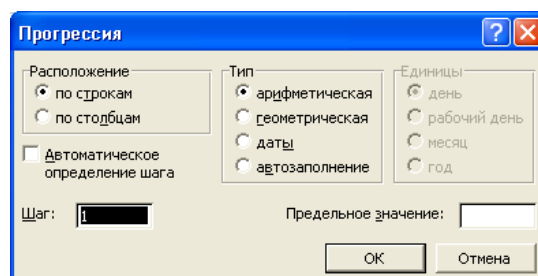 Прогрессия
Расположение
по строкам
по столбцам
Автоматическое
определение шага
Тип
арифметическая
геометрическая
даты
автозаполнение
Единицы
день
рабочий день
месяц
год
Шаг: 1
Предельное значение:
ОК
Отмена